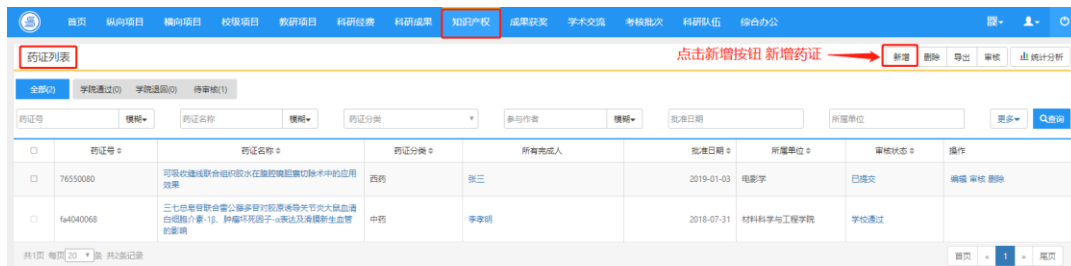 首页 纵向项目 横向项目 校级项目 教研项目 科研经费 科研成果 知识产权 成果获奖 学术交流 考核批次 科研队伍 综合办公
药证列表 点击新增按钮 新增药证 新增 删除 导出 审核 统计分析
全部(2) 学院通过(0) 学院退回(0) 待审核(1)
药证号 模糊 药证名称 模糊 药证分类 参与作者 模糊 批准日期 所属单位 更多 查询
药证号 药证名称 药证分类 所有完成人 批准日期 所属单位 审核状态 操作
76550080 可吸收缝线联合组织胶水在腹腔镜胆囊切除术中的应用 西药 张三 2019-01-03 电影学 已提交 编辑 审核 删除
效果
fa4040068 三七总皂苷联合雷公藤多苷对胶原诱导关节炎大鼠血清 中药 李孝明 2018-07-31 材料科学与工程学院 学校通过
白细胞介素-1β、肿瘤坏死因子-α表达及滑膜新生血管
的影响
共1页 每页 20 条 共2条记录 首页 « 1 » 尾页